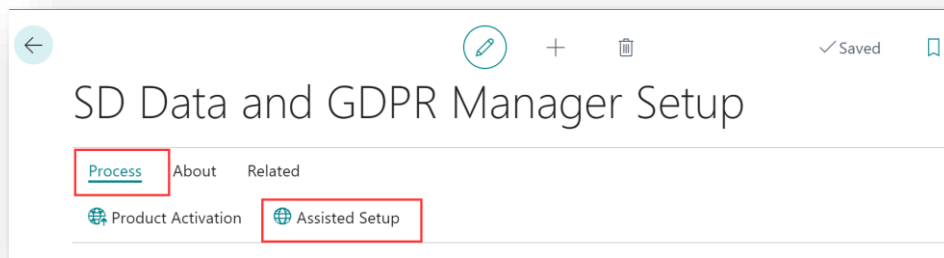 Saved
SD Data and GDPR Manager Setup
Process About Related
Product Activation Assisted Setup